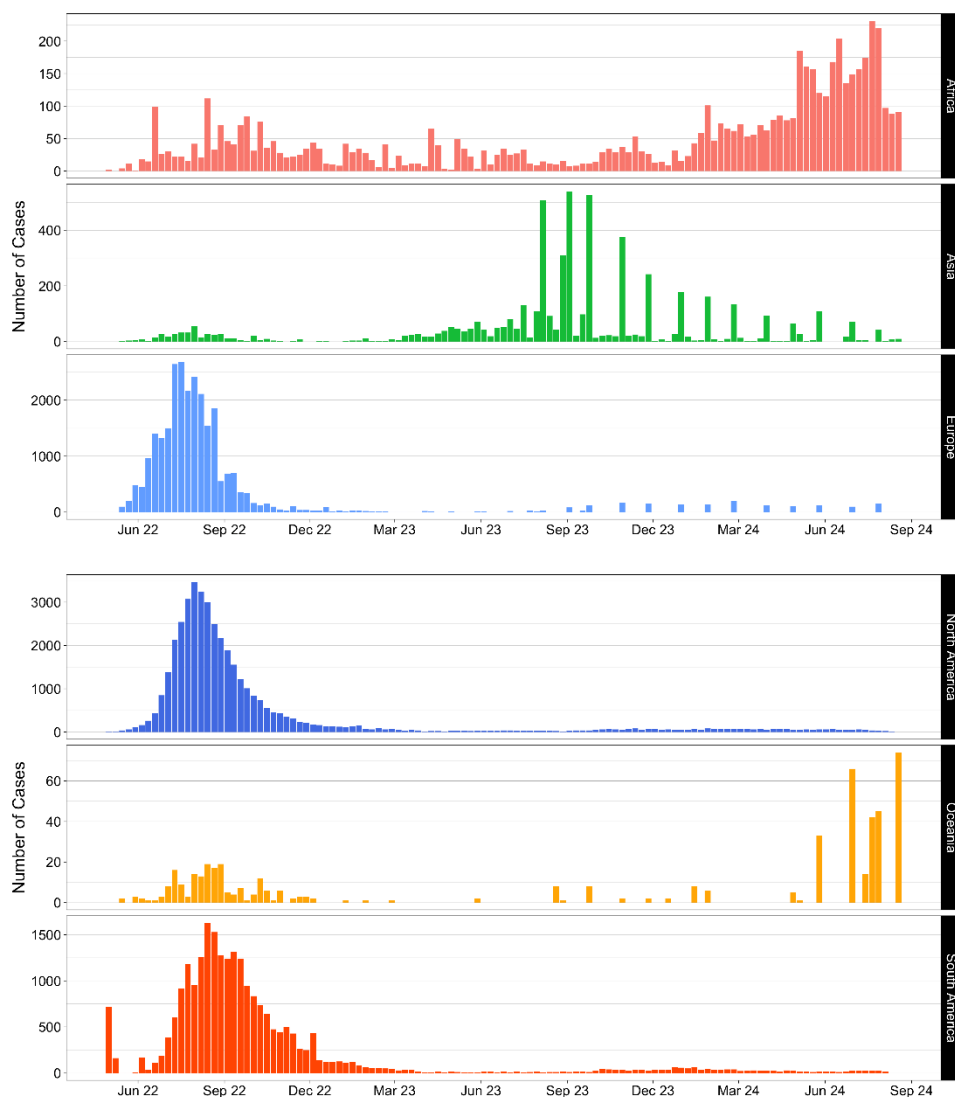 Number of Cases
200
150
100
50
0
Africa
400
200
0
Asia
2000
1000
0
Europe
Jun 22 Sep 22 Dec 22 Mar 23 Jun 23 Sep 23 Dec 23 Mar 24 Jun 24 Sep 24
Number of Cases
3000
2000
1000
0
North America
60
40
20
0
Oceania
1500
1000
500
0
South America
Jun 22 Sep 22 Dec 22 Mar 23 Jun 23 Sep 23 Dec 23 Mar 24 Jun 24 Sep 24